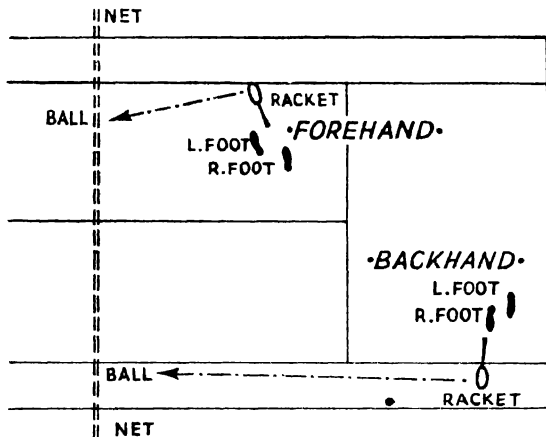 NET
RACKET
BALL
·FOREHAND·
L.FOOT
R.FOOT
·BACKHAND·
L.FOOT
R.FOOT
BALL
RACKET
NET